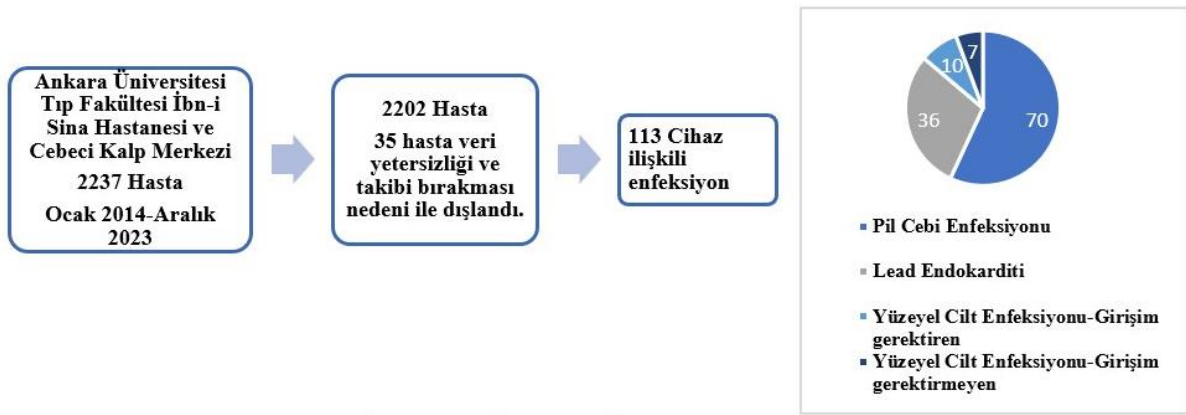 Ankara Üniversitesi
Tıp Fakültesi İbn-i
Sina Hastanesi ve
Cebeci Kalp Merkezi
2237 Hasta
Ocak 2014-Aralık
2023
2202 Hasta
35 hasta veri
yetersizliği ve
takibi bırakması
nedeni ile dışlandı.
113 Cihaz
ilişkili
enfeksiyon
7
10
36
70
Pil Cebi Enfeksiyonu
Lead Endokarditi
Yüzeyel Cilt Enfeksiyonu-Girişim
gerektiren
Yüzeyel Cilt Enfeksiyonu-Girişim
gerektirmeyen